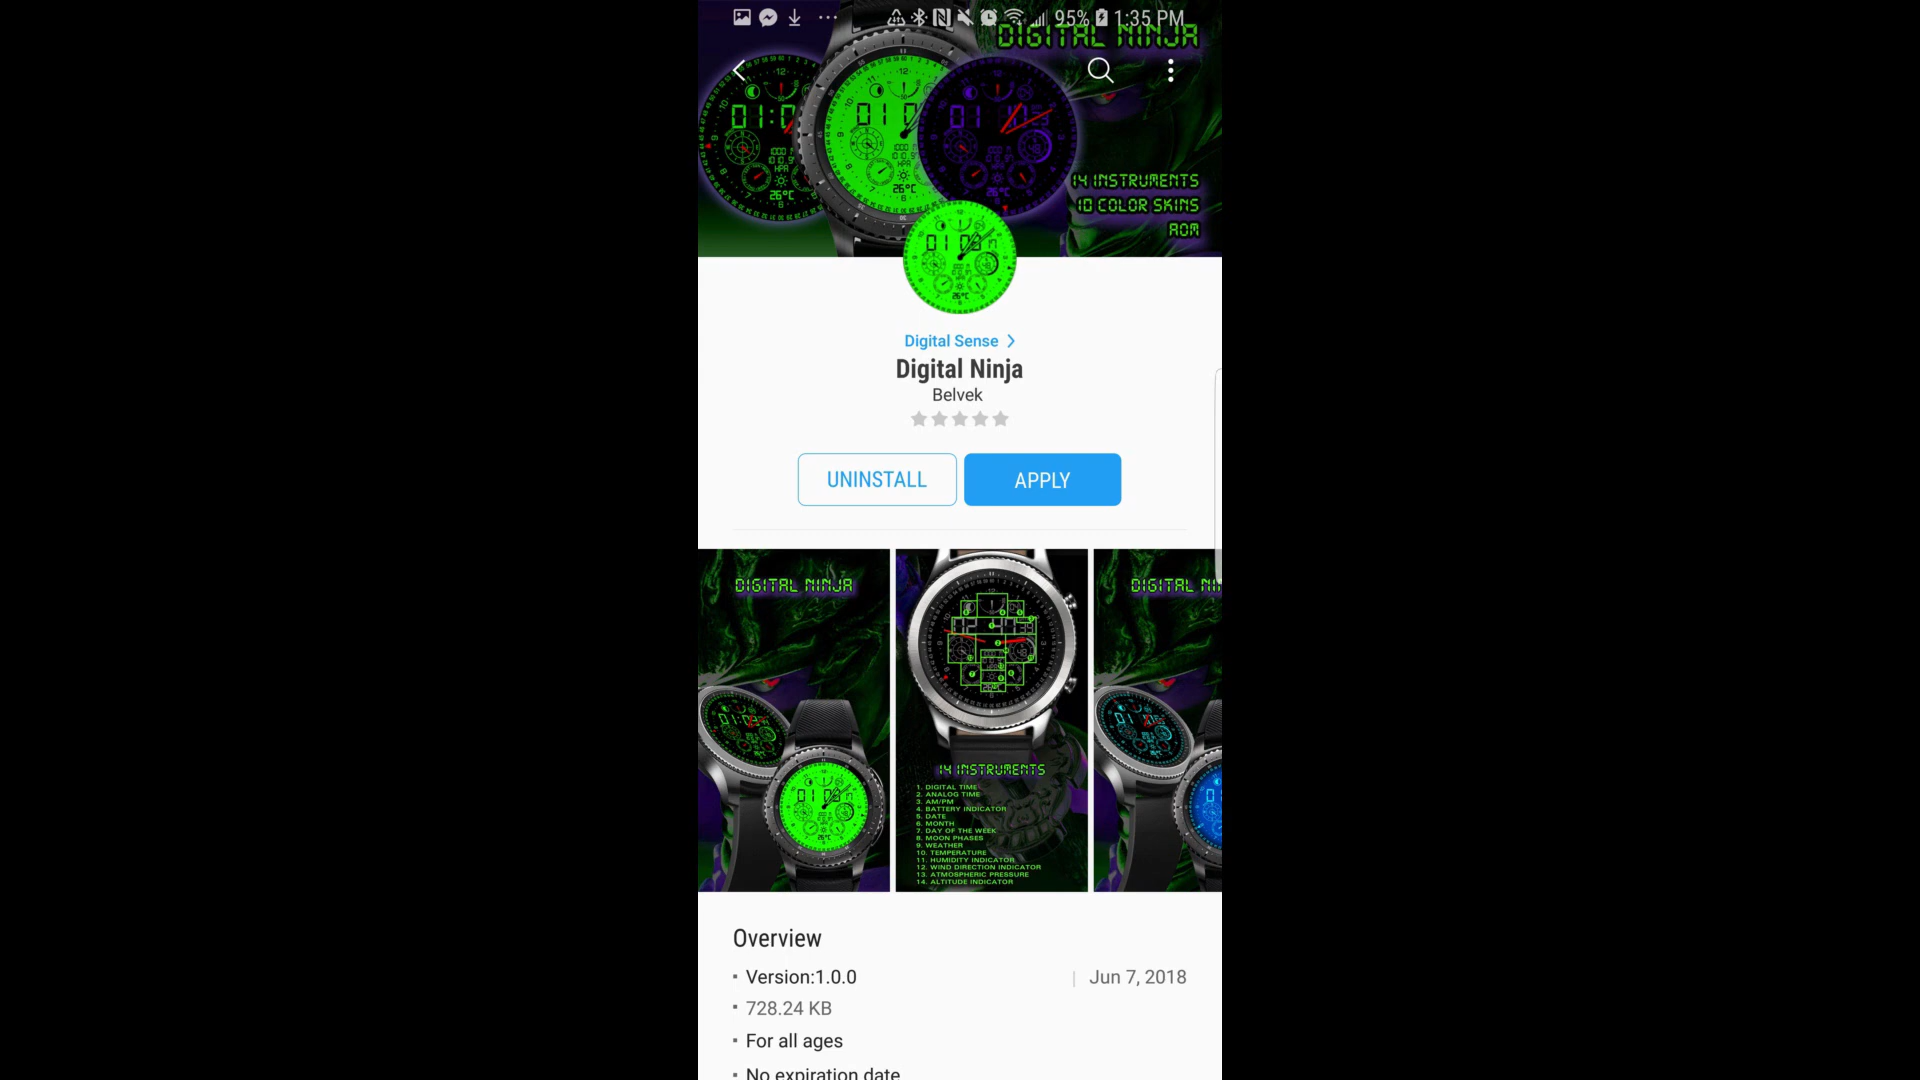 95% 1:35 PM
DIGITAL NINJA
14 INSTRUMENTS
10 COLOR SKINS
AOM
Digital Sense
Digital Ninja
Belvek
UNINSTALL
APPLY
DIGITAL NINJA
14 INSTRUMENTS
1. DIGITAL TIME
2. ANALOG TIME
3. AM/PM
4. BATTERY INDICATOR
5. DATE
6. MONTH
7. DAY OF THE WEEK
8. MOON PHASES
9. WEATHER
10. TEMPERATURE
11. HUMIDITY INDICATOR
12. WIND DIRECTION INDICATOR
13. ATMOSPHERIC PRESSURE
14. ALTITUDE INDICATOR
DIGITAL NIN
Overview
Version:1.0.0 | Jun 7, 2018
728.24 KB
For all ages
No expiration date